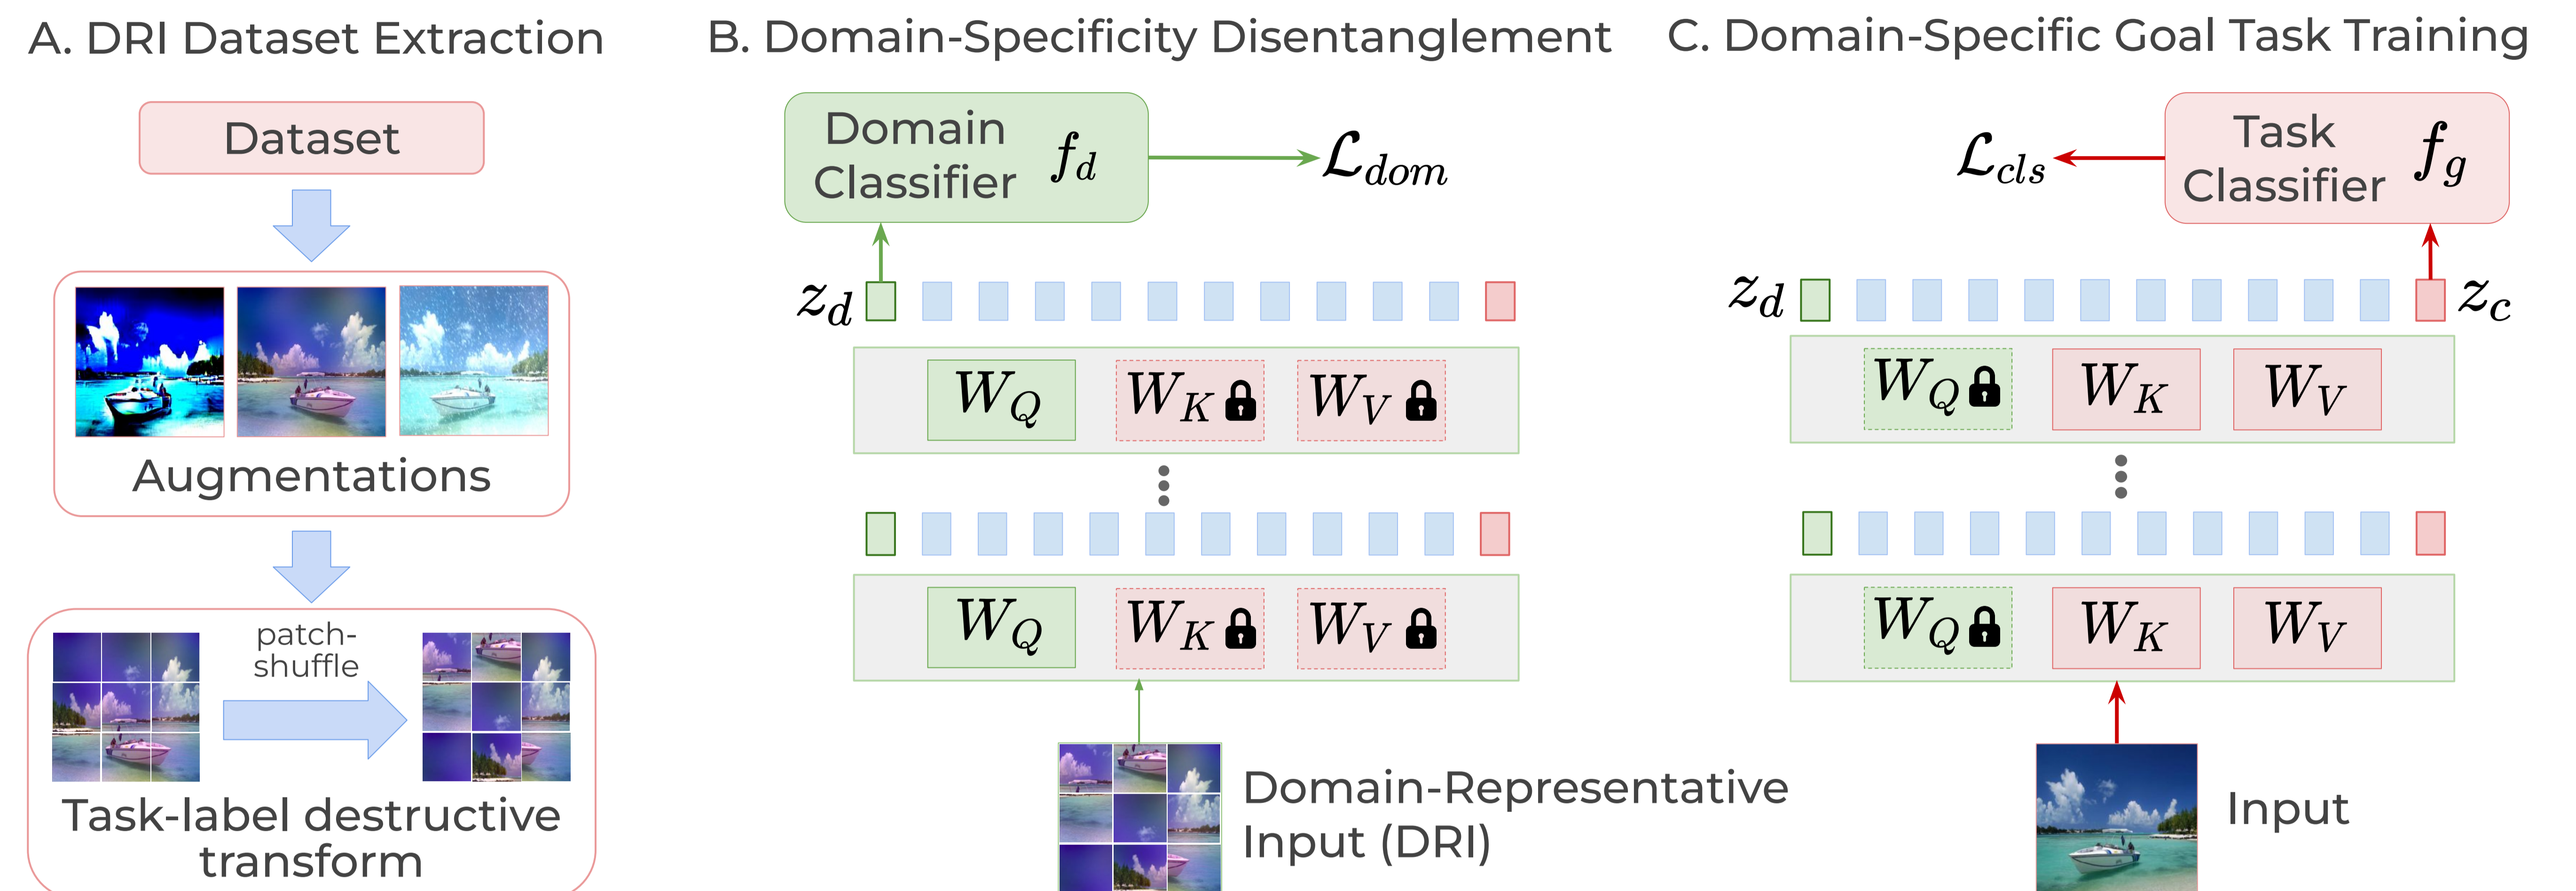 A. DRI Dataset Extraction
Dataset
Augmentations
patch-
shuffle
Task-label destructive
transform
B. Domain-Specificity Disentanglement
Domain
Classifier f_d
ℒ_dom
z_d
W_Q W_K W_V
W_Q W_K W_V
Domain-Representative
Input (DRI)
C. Domain-Specific Goal Task Training
ℒ_cls
Task
Classifier f_g
z_d z_c
W_Q W_K W_V
W_Q W_K W_V
Input